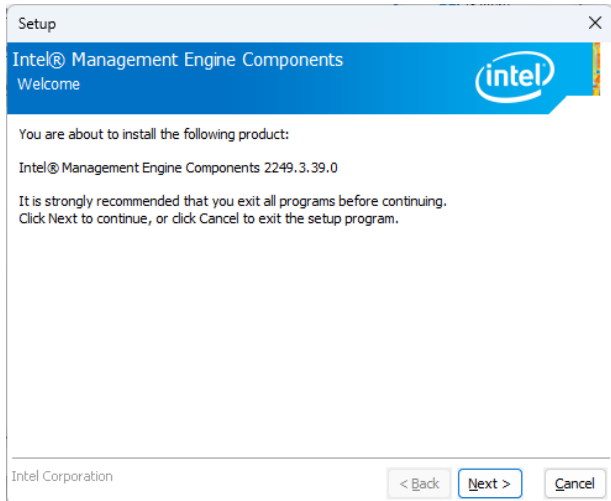 Setup
Intel® Management Engine Components
Welcome
intel
You are about to install the following product:
Intel® Management Engine Components 2249.3.39.0
It is strongly recommended that you exit all programs before continuing.
Click Next to continue, or click Cancel to exit the setup program.
Intel Corporation
< Back Next > Cancel